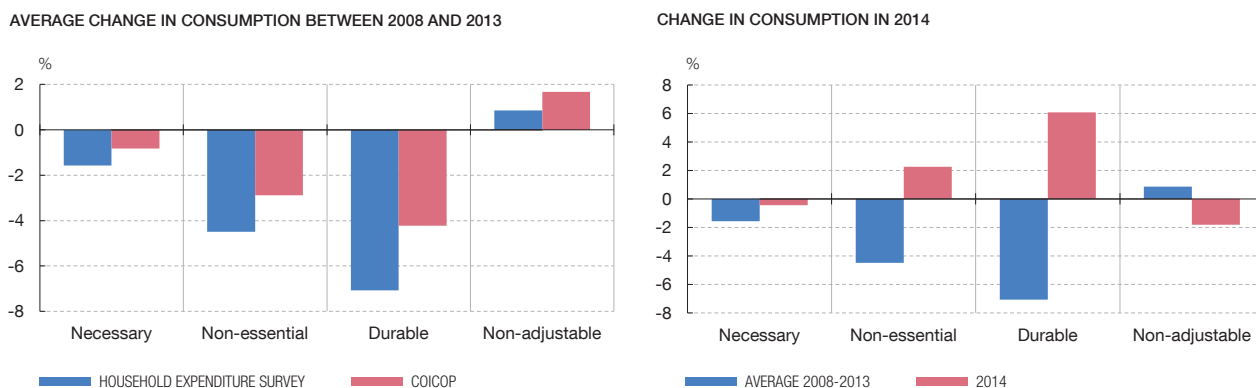 AVERAGE CHANGE IN CONSUMPTION BETWEEN 2008 AND 2013
%
2
0
-2
-4
-6
-8
Necessary Non-essential Durable Non-adjustable
HOUSEHOLD EXPENDITURE SURVEY COICOP
CHANGE IN CONSUMPTION IN 2014
%
8
6
4
2
0
-2
-4
-6
-8
Necessary Non-essential Durable Non-adjustable
AVERAGE 2008-2013 2014